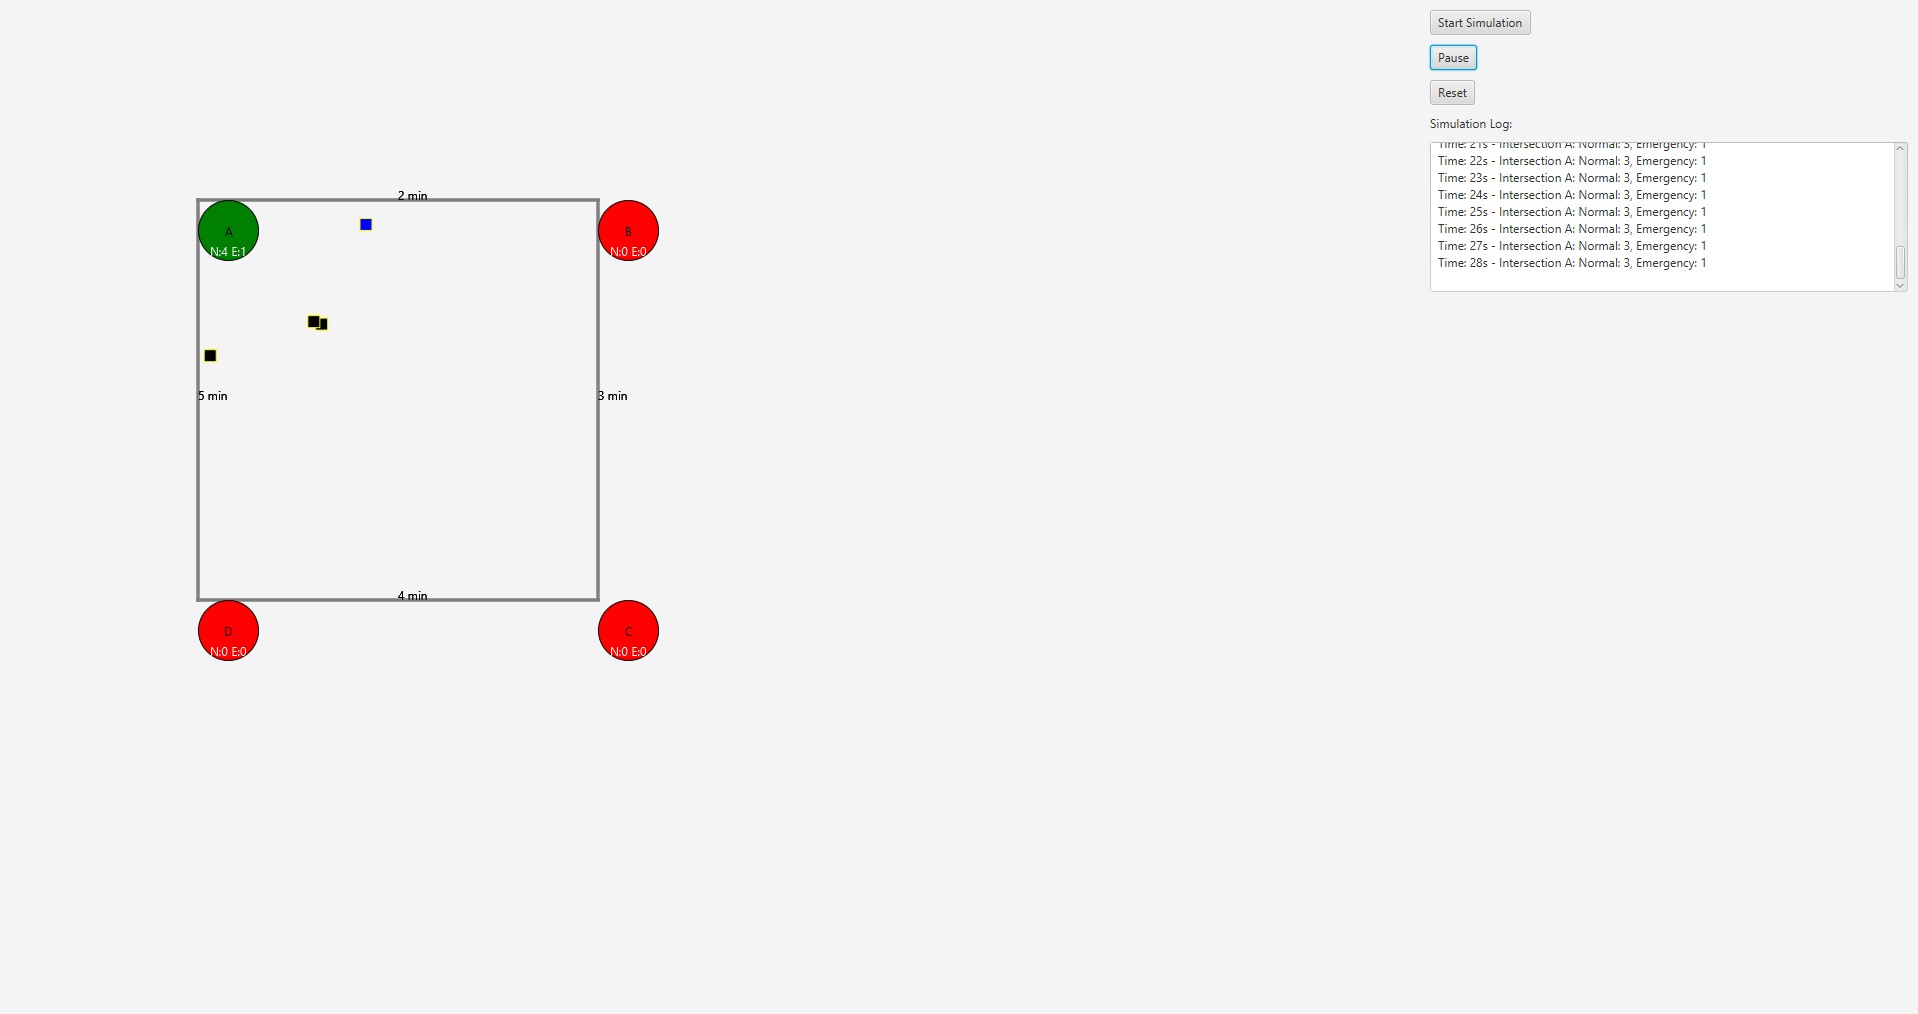 Start Simulation
Pause
Reset
Simulation Log:
Time: 21s - Intersection A: Normal: 3, Emergency: 1
Time: 22s - Intersection A: Normal: 3, Emergency: 1
Time: 23s - Intersection A: Normal: 3, Emergency: 1
Time: 24s - Intersection A: Normal: 3, Emergency: 1
Time: 25s - Intersection A: Normal: 3, Emergency: 1
Time: 26s - Intersection A: Normal: 3, Emergency: 1
Time: 27s - Intersection A: Normal: 3, Emergency: 1
Time: 28s - Intersection A: Normal: 3, Emergency: 1
2 min
A
N:4 E:1
B
N:0 E:0
5 min
3 min
4 min
D
N:0 E:0
C
N:0 E:0